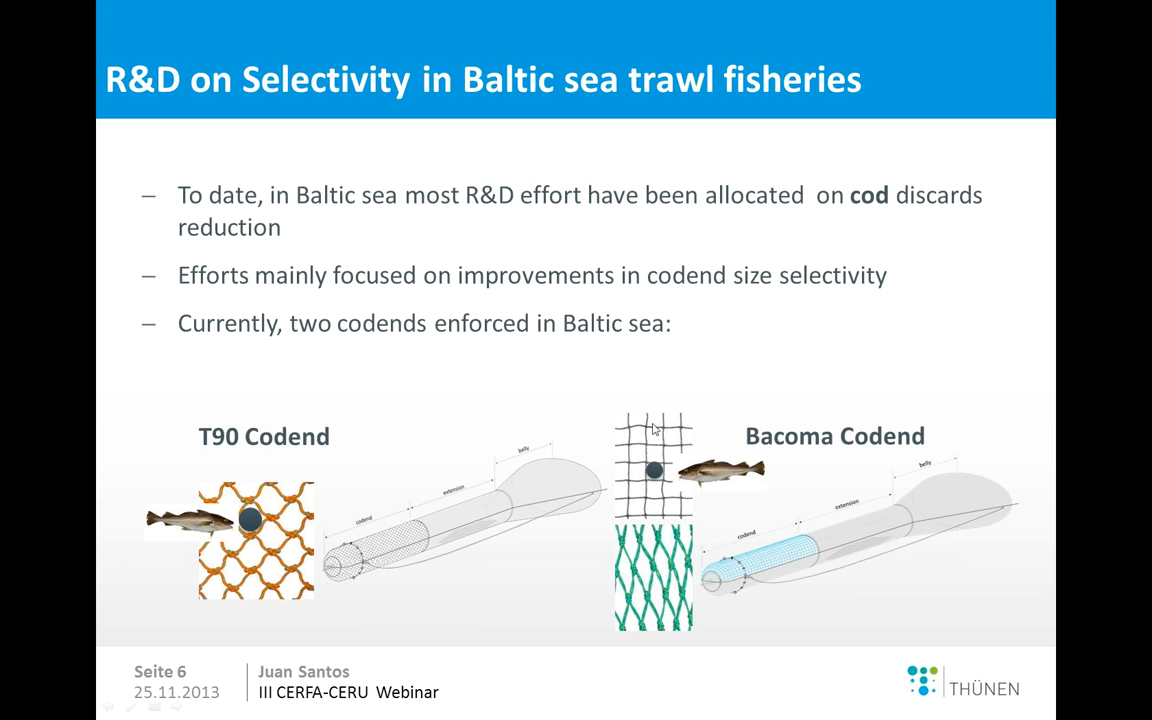 R&D on Selectivity in Baltic sea trawl fisheries
– To date, in Baltic sea most R&D effort have been allocated on cod discards
reduction
– Efforts mainly focused on improvements in codend size selectivity
– Currently, two codends enforced in Baltic sea:
T90 Codend
codend
extension
belly
Bacoma Codend
codend
extension
belly
Seite 6
25.11.2013
Juan Santos
III CERFA-CERU Webinar
THÜNEN